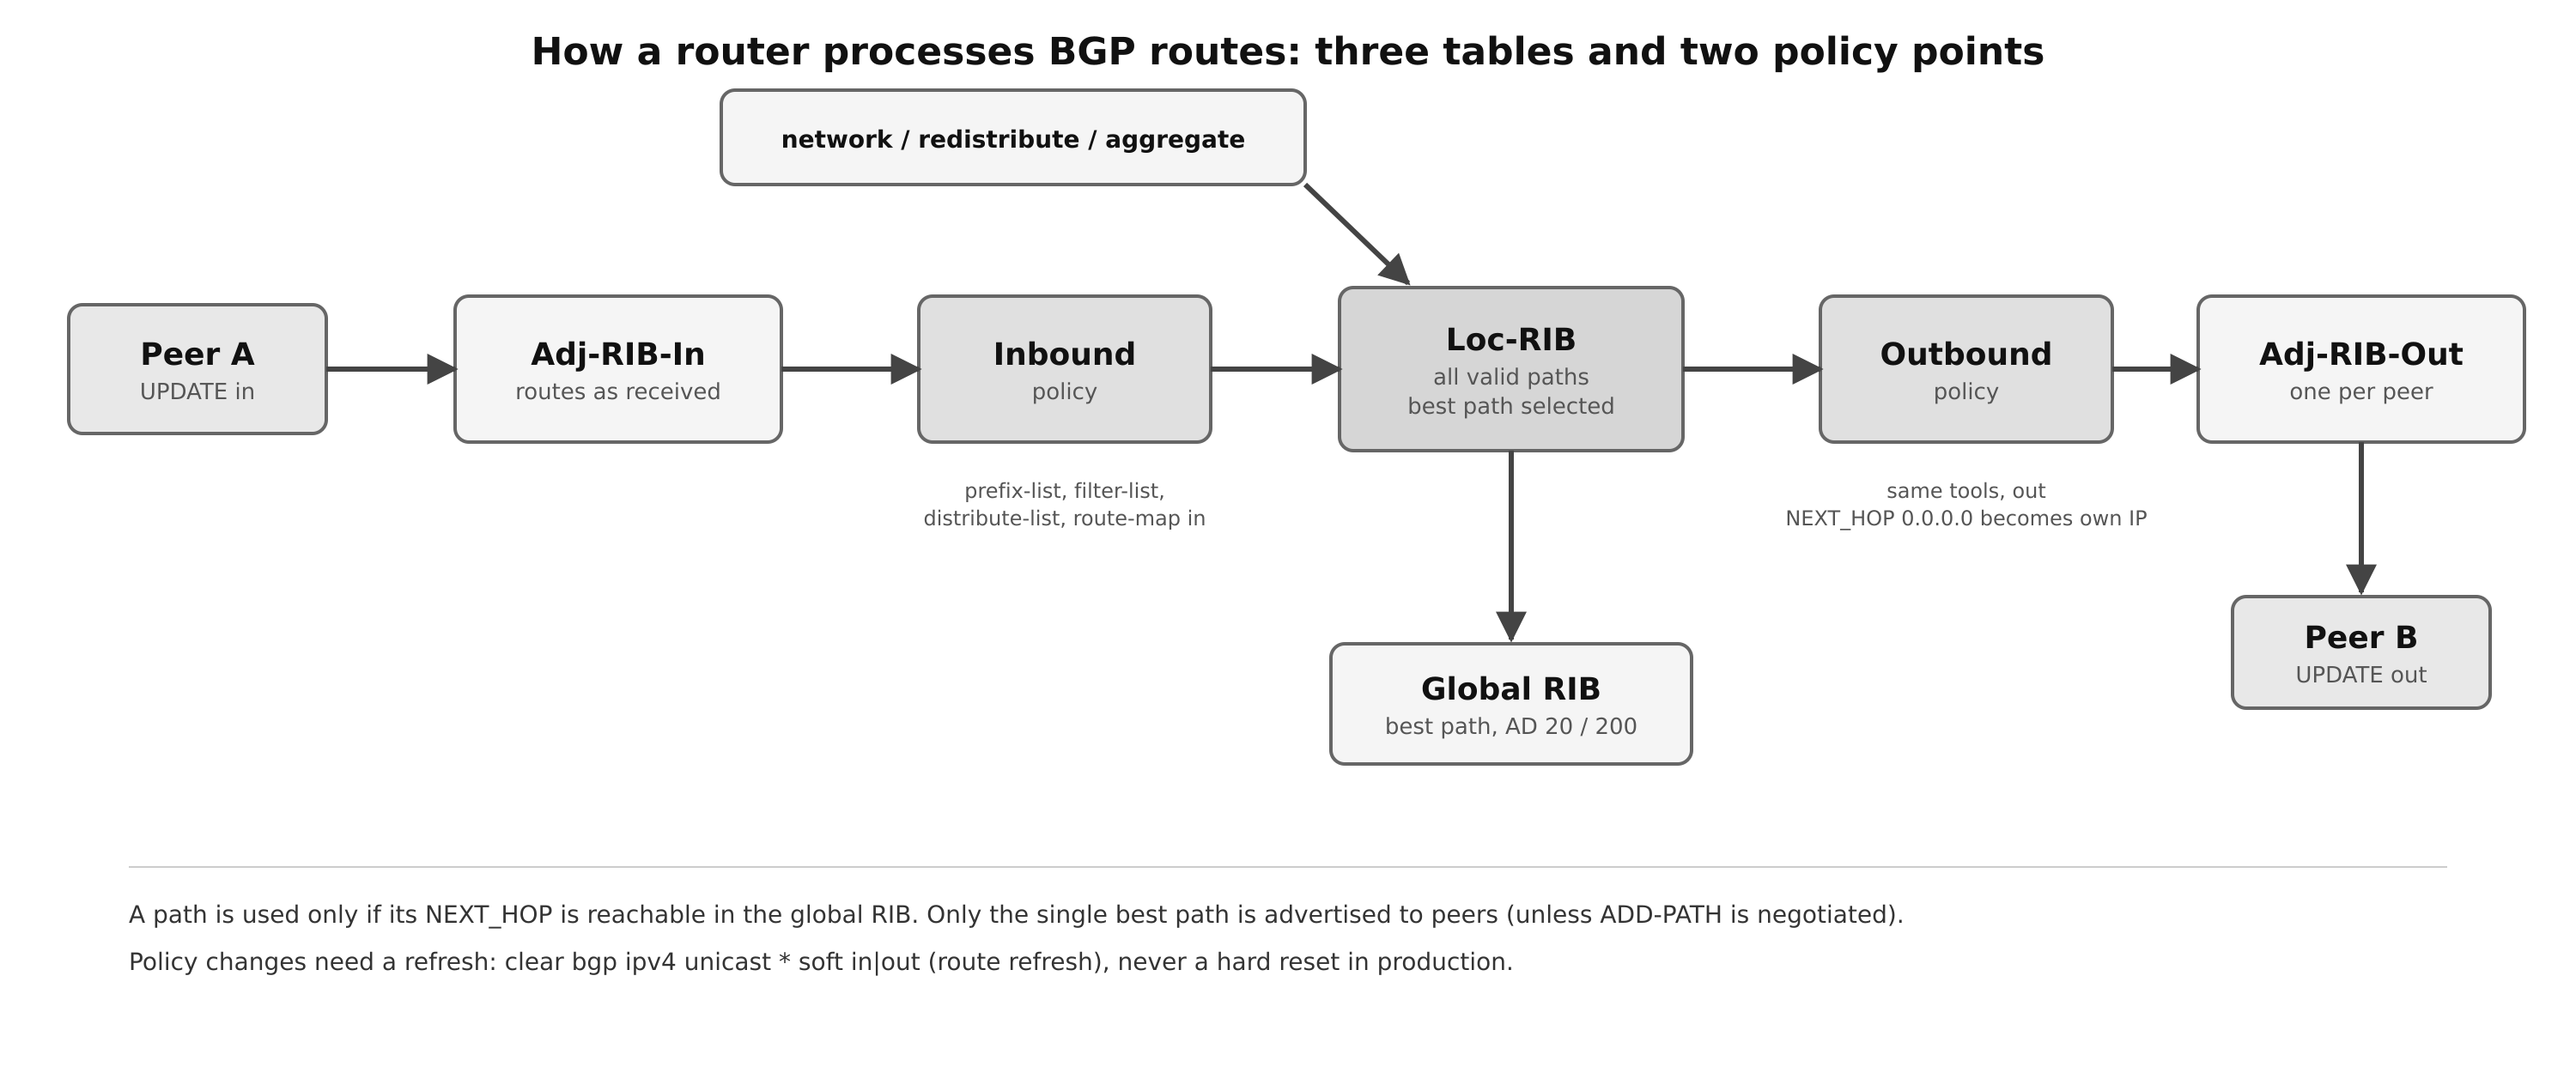 How a router processes BGP routes: three tables and two policy points
network / redistribute / aggregate
Peer A
UPDATE in
Adj-RIB-In
routes as received
Inbound
policy
prefix-list, filter-list,
distribute-list, route-map in
Loc-RIB
all valid paths
best path selected
Outbound
policy
same tools, out
NEXT_HOP 0.0.0.0 becomes own IP
Adj-RIB-Out
one per peer
Global RIB
best path, AD 20 / 200
Peer B
UPDATE out
A path is used only if its NEXT_HOP is reachable in the global RIB. Only the single best path is advertised to peers (unless ADD-PATH is negotiated).
Policy changes need a refresh: clear bgp ipv4 unicast * soft in|out (route refresh), never a hard reset in production.